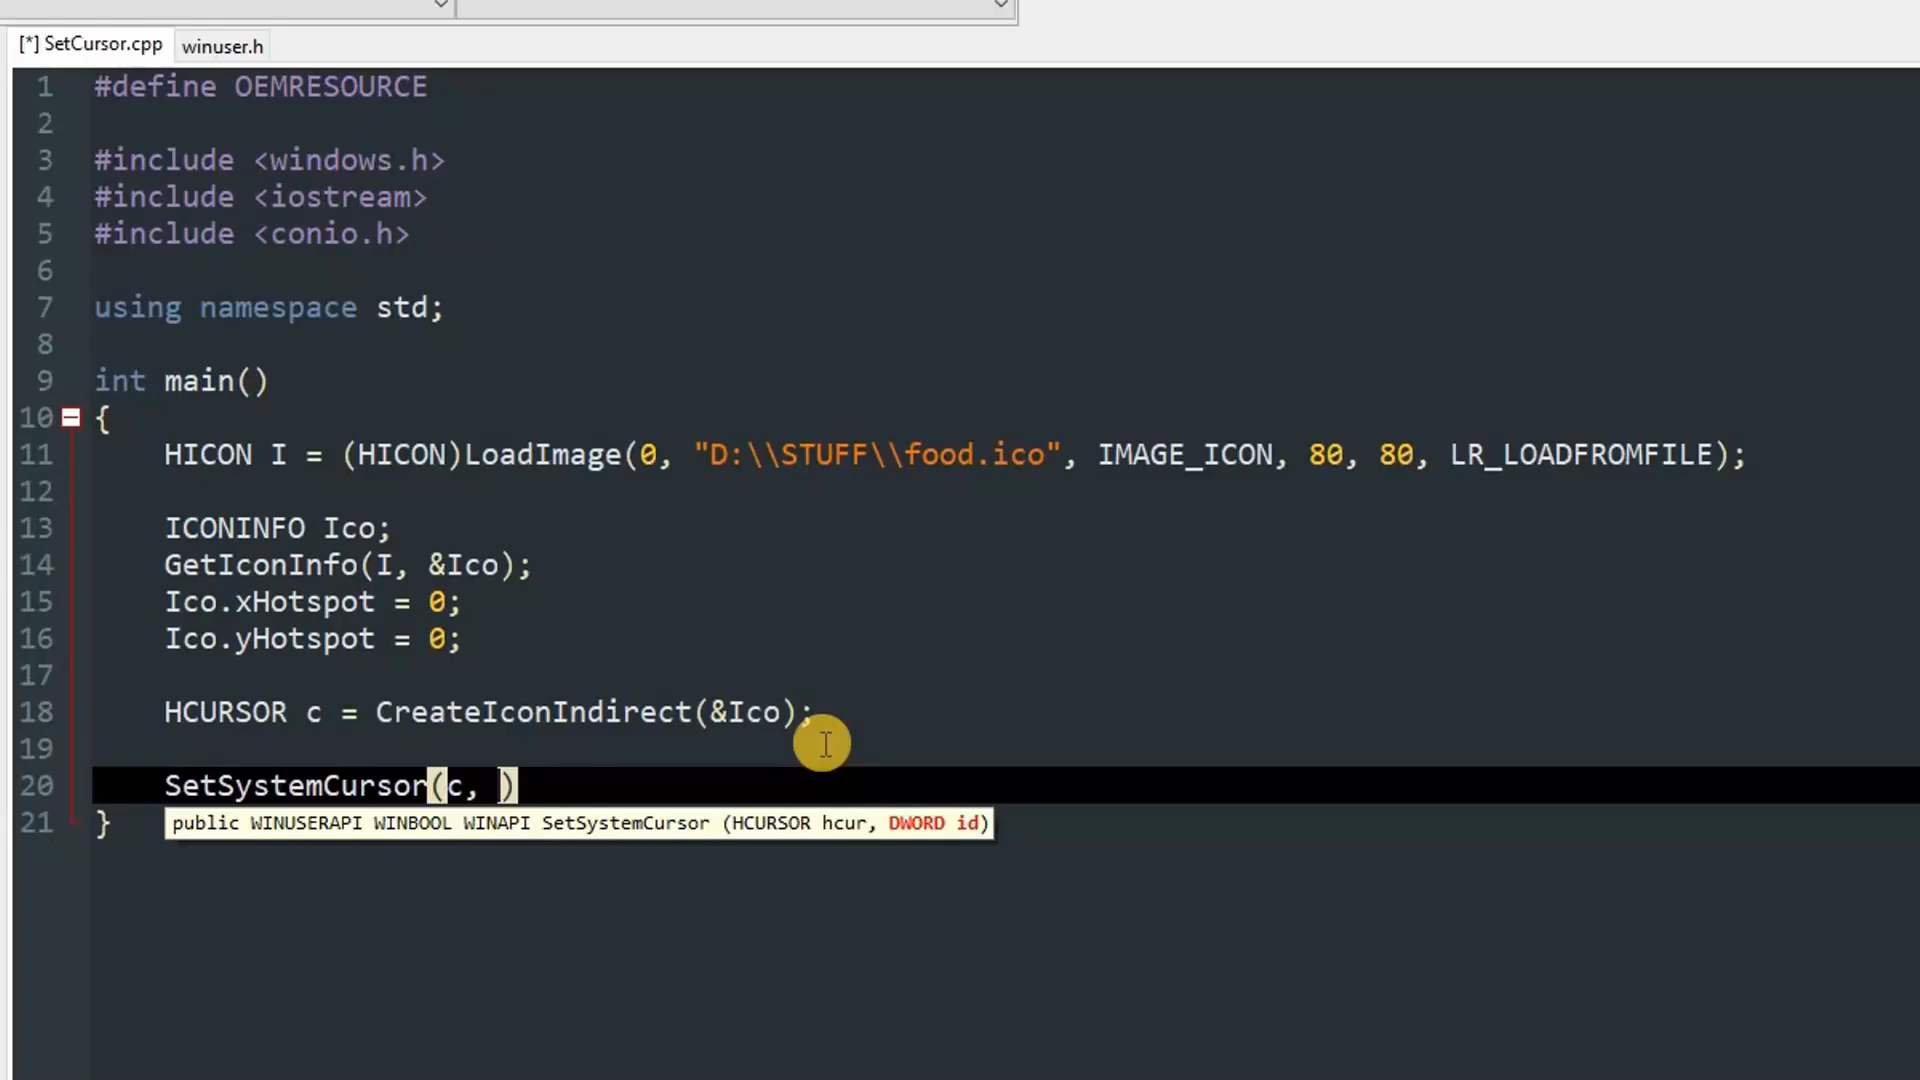 [*] SetCursor.cpp winuser.h
1 #define OEMRESOURCE
2
3 #include <windows.h>
4 #include <iostream>
5 #include <conio.h>
6
7 using namespace std;
8
9 int main()
10 {
11 HICON I = (HICON)LoadImage(0, "D:\\STUFF\\food.ico", IMAGE_ICON, 80, 80, LR_LOADFROMFILE);
12
13 ICONINFO Ico;
14 GetIconInfo(I, &Ico);
15 Ico.xHotspot = 0;
16 Ico.yHotspot = 0;
17
18 HCURSOR c = CreateIconIndirect(&Ico);
19
20 SetSystemCursor(c, )
21 }
public WINUSERAPI WINBOOL WINAPI SetSystemCursor (HCURSOR hcur, DWORD id)